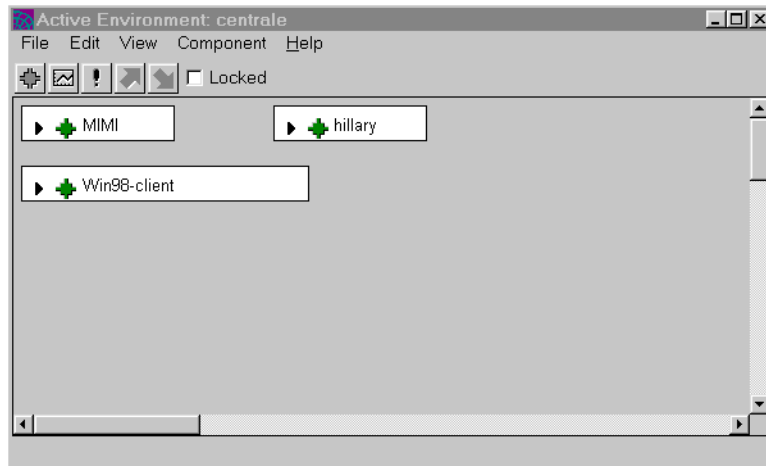 Active Environment: centrale
File Edit View Component Help
Locked
MIMI hillary
Win98-client